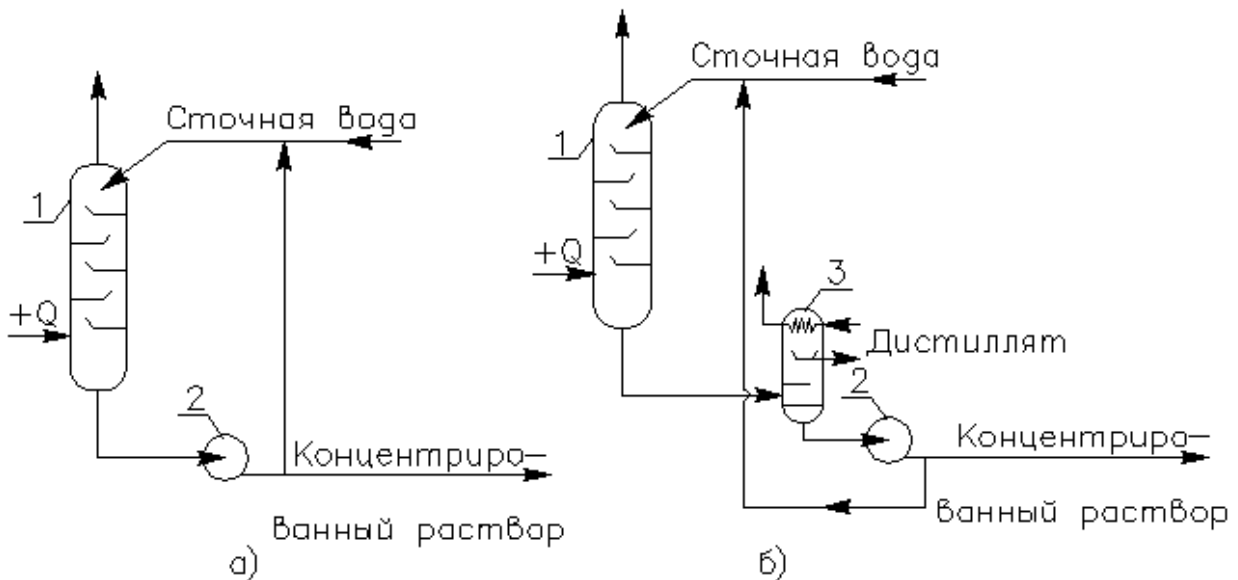 Сточная вода
1
+Q
2
Концентриро-
ванный раствор
а)
Сточная вода
1
+Q
3
Дистиллят
2
Концентриро-
ванный раствор
б)